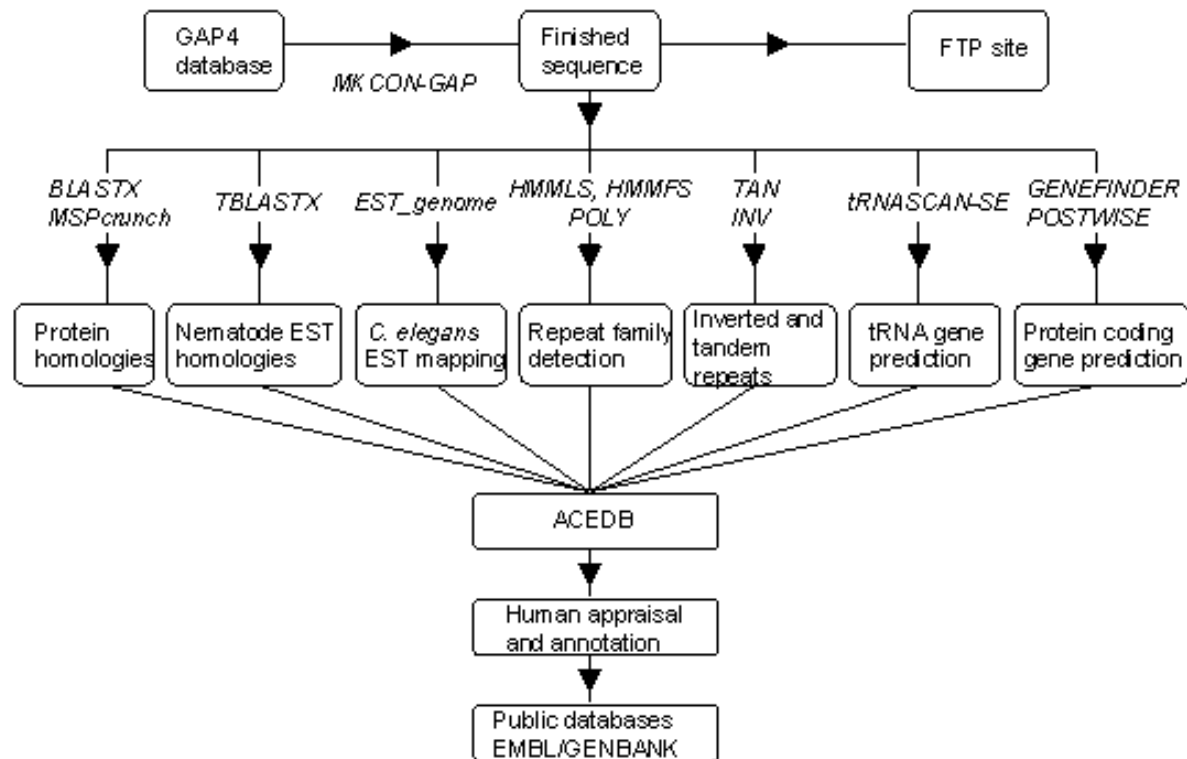 GAP4
database
MKCON-GAP
Finished
sequence
FTP site
BLASTX
MSPcrunch
TBLASTX
EST_genome
HMMLS, HMMFS
POLY
TAN
INV
tRNASCAN-SE
GENEFINDER
POSTWISE
Protein
homologies
Nematode EST
homologies
C. elegans
EST mapping
Repeat family
detection
Inverted and
tandem
repeats
tRNA gene
prediction
Protein coding
gene prediction
ACEDB
Human appraisal
and annotation
Public databases
EMBL/GENBANK